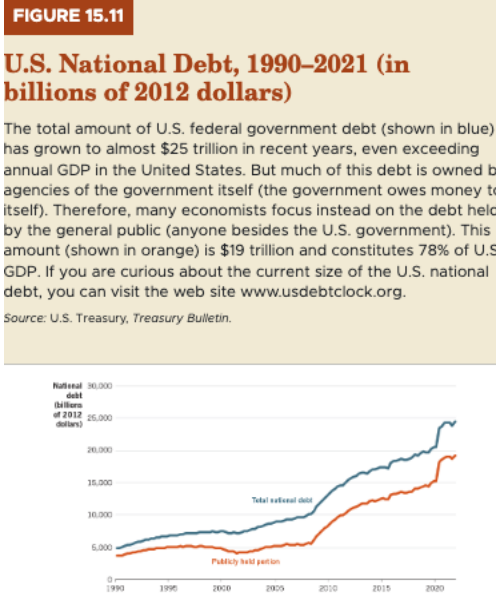 FIGURE 15.11
U.S. National Debt, 1990–2021 (in
billions of 2012 dollars)
The total amount of U.S. federal government debt (shown in blue)
has grown to almost $25 trillion in recent years, even exceeding
annual GDP in the United States. But much of this debt is owned b
agencies of the government itself (the government owes money to
itself). Therefore, many economists focus instead on the debt held
by the general public (anyone besides the U.S. government). This
amount (shown in orange) is $19 trillion and constitutes 78% of U.S
GDP. If you are curious about the current size of the U.S. national
debt, you can visit the web site www.usdebtclock.org.
Source: U.S. Treasury, Treasury Bulletin.
National
debt
(billions
of 2012
dollars)
30,000
25,000
20,000
15,000
10,000
5,000
0
Total national debt
Publicly held portion
1990 1995 2000 2005 2010 2015 2020